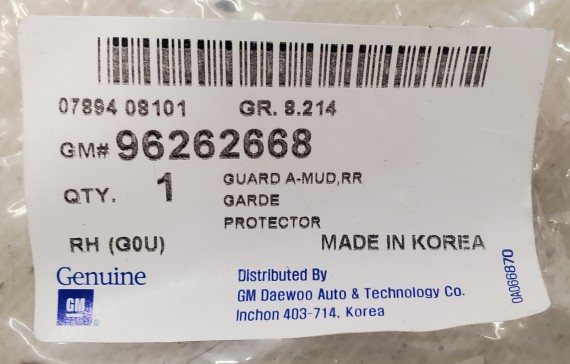 07894 08101 GR. 8.214
GM# 96262668
QTY. 1 GUARD A-MUD,RR
GARDE
PROTECTOR
RH (G0U) MADE IN KOREA
Genuine
GM
Distributed By
GM Daewoo Auto & Technology Co.
Inchon 403-714, Korea
0A066870